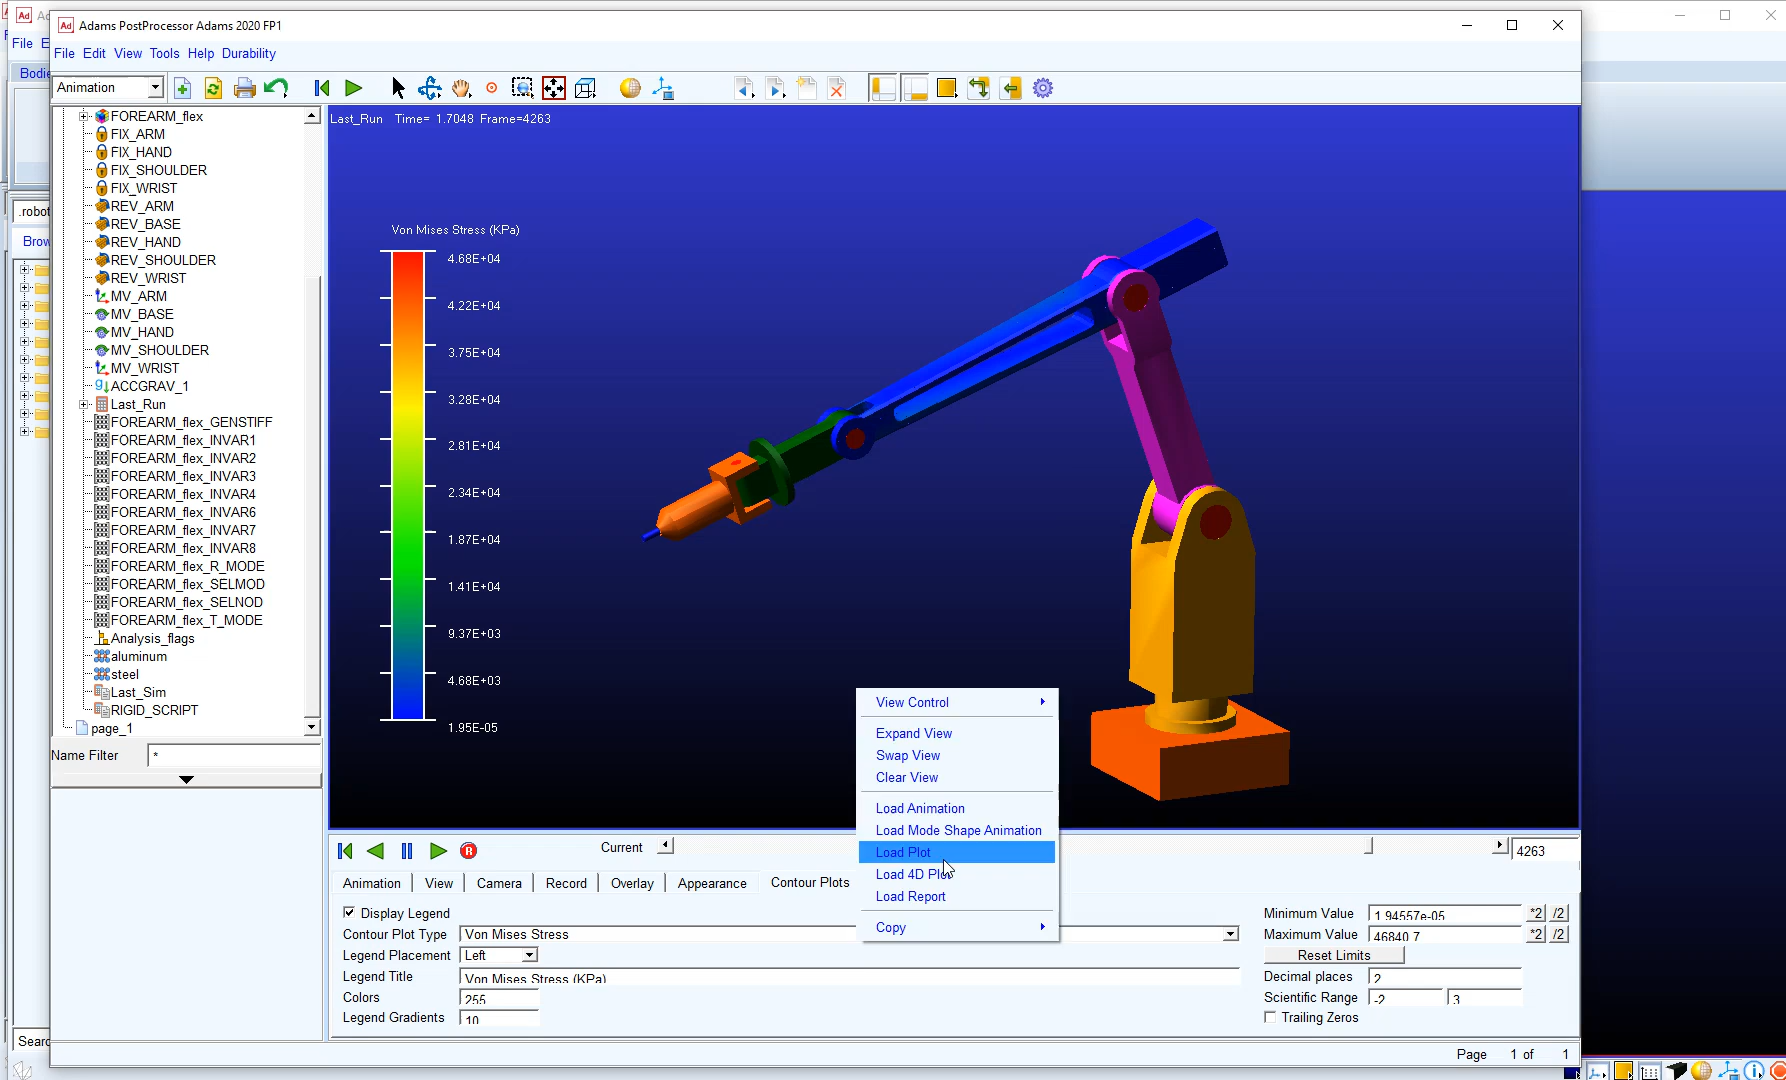 Adams PostProcessor Adams 2020 FP1
File Edit View Tools Help Durability
File
Bodie
.robot
Brow
Searc
Animation
FOREARM_flex
FIX_ARM
FIX_HAND
FIX_SHOULDER
FIX_WRIST
REV_ARM
REV_BASE
REV_HAND
REV_SHOULDER
REV_WRIST
MV_ARM
MV_BASE
MV_HAND
MV_SHOULDER
MV_WRIST
ACCGRAV_1
Last_Run
FOREARM_flex_GENSTIFF
FOREARM_flex_INVAR1
FOREARM_flex_INVAR2
FOREARM_flex_INVAR3
FOREARM_flex_INVAR4
FOREARM_flex_INVAR6
FOREARM_flex_INVAR7
FOREARM_flex_INVAR8
FOREARM_flex_R_MODE
FOREARM_flex_SELMOD
FOREARM_flex_SELNOD
FOREARM_flex_T_MODE
Analysis_flags
aluminum
steel
Last_Sim
RIGID_SCRIPT
page_1
Name Filter *
Last_Run Time= 1.7048 Frame=4263
Von Mises Stress (KPa)
4.68E+04
4.22E+04
3.75E+04
3.28E+04
2.81E+04
2.34E+04
1.87E+04
1.41E+04
9.37E+03
4.68E+03
1.95E-05
View Control
Expand View
Swap View
Clear View
Load Animation
Load Mode Shape Animation
Load Plot
Load 4D Plot
Load Report
Copy
Current
4263
Animation View Camera Record Overlay Appearance Contour Plots
Display Legend
Contour Plot Type Von Mises Stress
Legend Placement Left
Legend Title Von Mises Stress (KPa)
Colors 255
Legend Gradients 10
Minimum Value 1.94557e-05 *2 /2
Maximum Value 46840.7 *2 /2
Reset Limits
Decimal places 2
Scientific Range -2 3
Trailing Zeros
Page 1 of 1